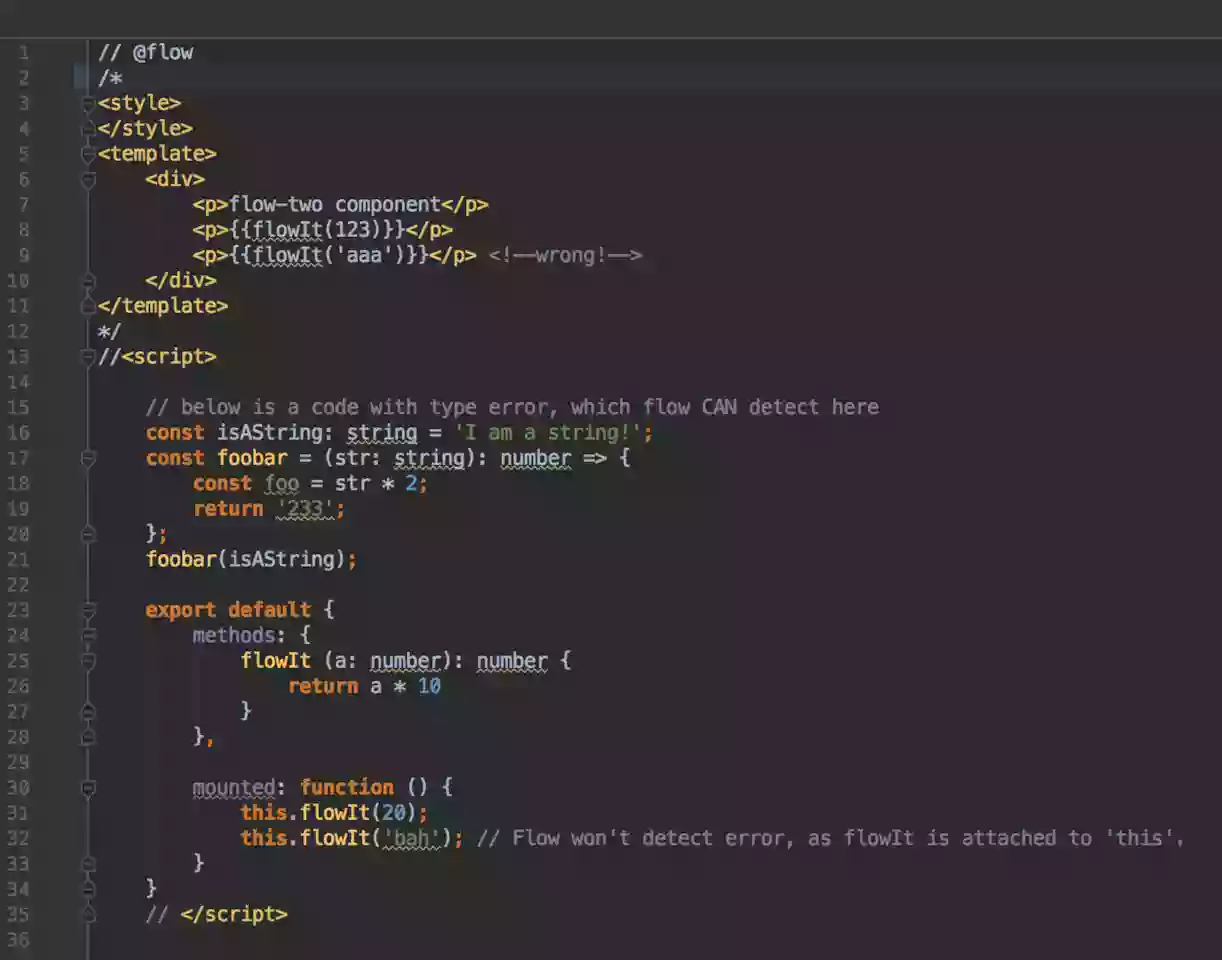 1 // @flow
2 /*
3 <style>
4 </style>
5 <template>
6     <div>
7         <p>flow-two component</p>
8         <p>{{flowIt(123)}}</p>
9         <p>{{flowIt('aaa')}}</p> <!--wrong!-->
10     </div>
11 </template>
12 */
13 //<script>
14
15     // below is a code with type error, which flow CAN detect here
16     const isAString: string = 'I am a string!';
17     const foobar = (str: string): number => {
18         const foo = str * 2;
19         return '233';
20     };
21     foobar(isAString);
22
23     export default {
24         methods: {
25             flowIt (a: number): number {
26                 return a * 10
27             }
28         },
29
30         mounted: function () {
31             this.flowIt(20);
32             this.flowIt('bah'); // Flow won't detect error, as flowIt is attached to 'this'.
33         }
34     }
35     // </script>
36